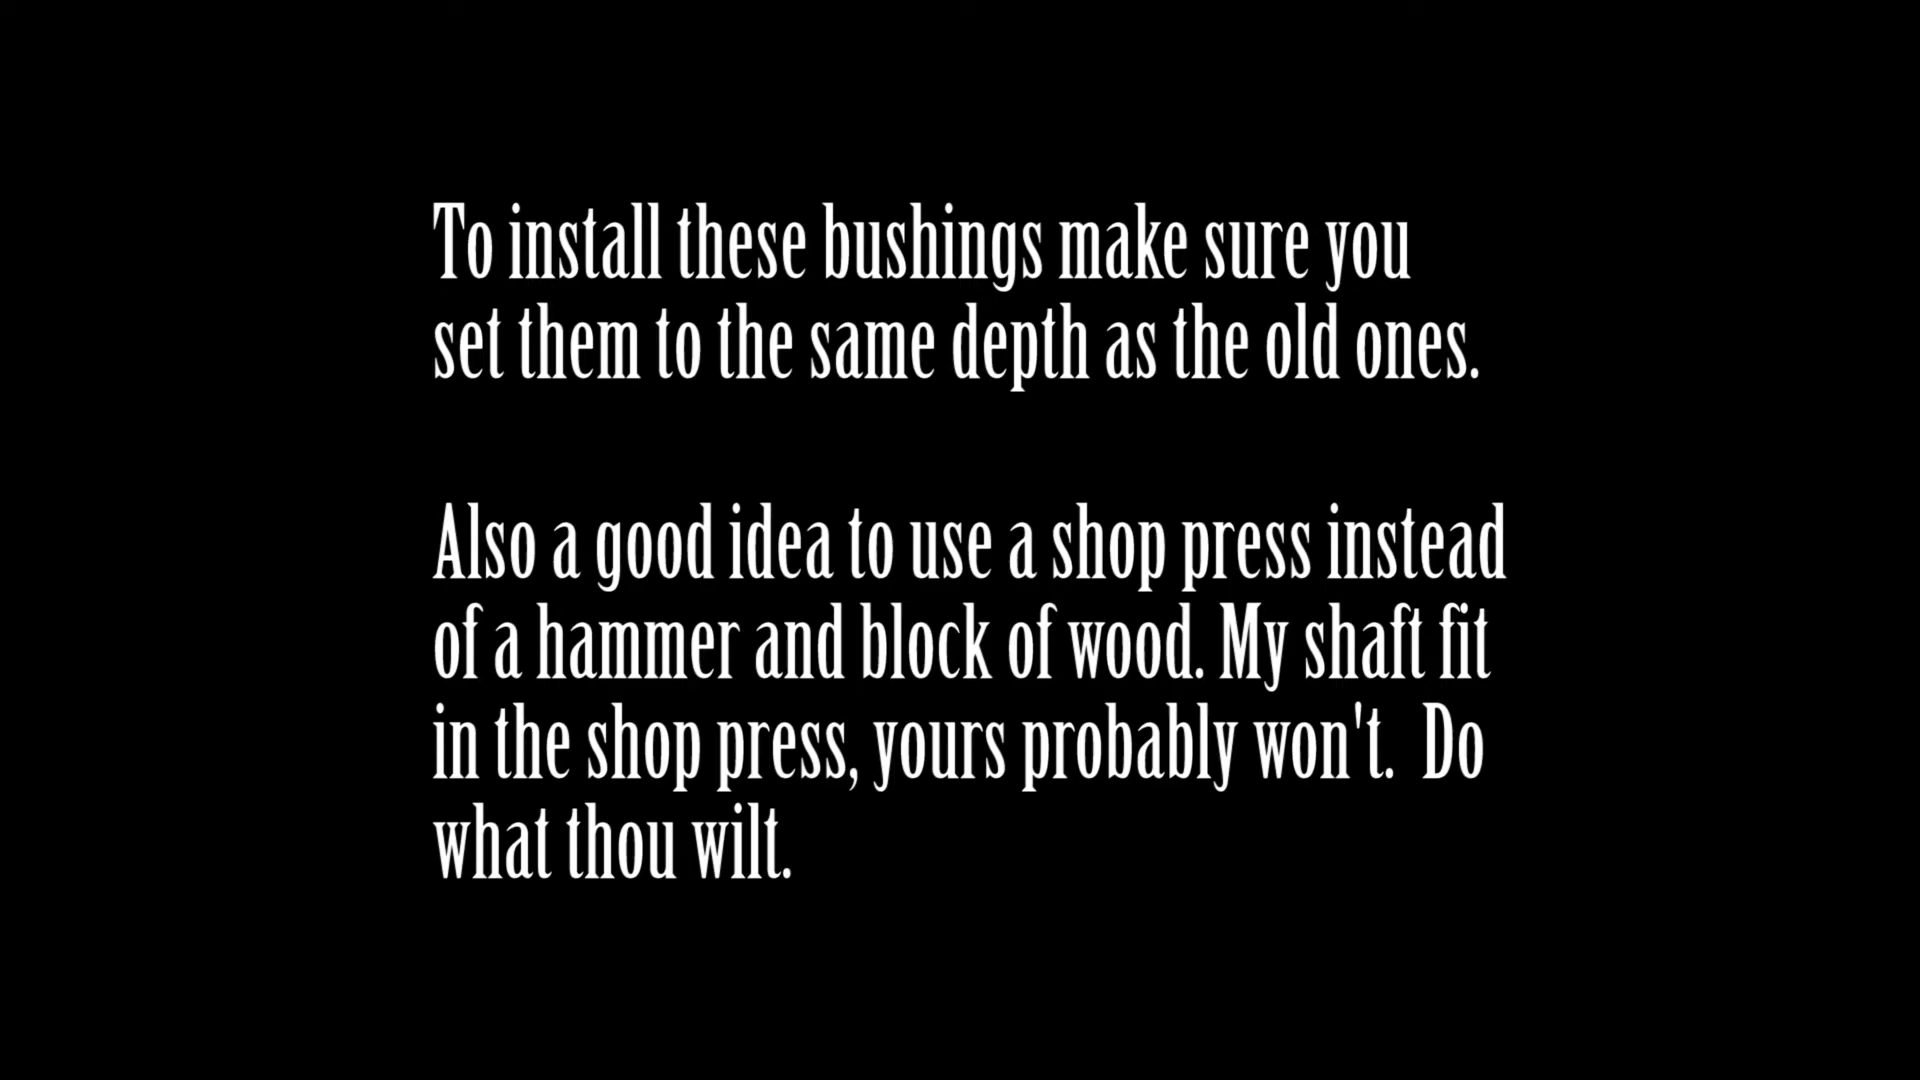 To install these bushings make sure you
set them to the same depth as the old ones.
Also a good idea to use a shop press instead
of a hammer and block of wood. My shaft fit
in the shop press, yours probably won't.  Do
what thou wilt.